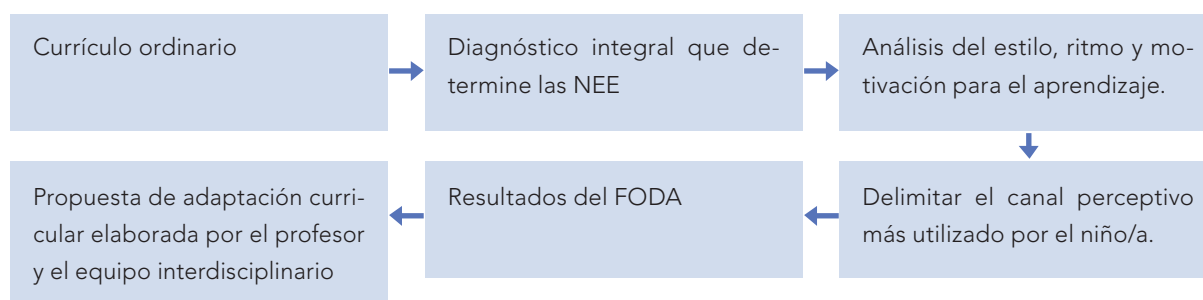 Currículo ordinario
Diagnóstico integral que de-
termine las NEE
Análisis del estilo, ritmo y mo-
tivación para el aprendizaje.
Delimitar el canal perceptivo
más utilizado por el niño/a.
Resultados del FODA
Propuesta de adaptación curri-
cular elaborada por el profesor
y el equipo interdisciplinario